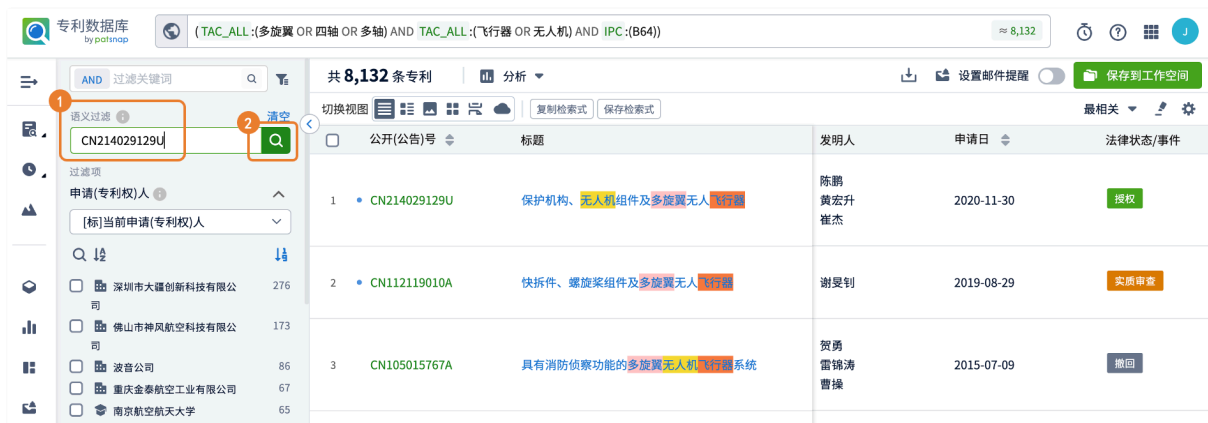 专利数据库
by patsnap
( TAC_ALL :(多旋翼 OR 四轴 OR 多轴) AND TAC_ALL :(飞行器 OR 无人机) AND IPC :(B64))
≈ 8,132
J
AND 过滤关键词
共 8,132 条专利
分析
设置邮件提醒
保存到工作空间
1
语义过滤
清空
2
切换视图
复制检索式
保存检索式
最相关
CN214029129U
公开(公告)号
标题
发明人
申请日
法律状态/事件
过滤项
申请(专利权)人
[标]当前申请(专利权)人
1
CN214029129U
保护机构、无人机组件及多旋翼无人飞行器
陈鹏
黄宏升
崔杰
2020-11-30
授权
2
CN112119010A
快拆件、螺旋桨组件及多旋翼无人飞行器
谢旻钊
2019-08-29
实质审查
3
CN105015767A
具有消防侦察功能的多旋翼无人机飞行器系统
贺勇
雷锦涛
曹操
2015-07-09
撤回
深圳市大疆创新科技有限公司
276
佛山市神风航空科技有限公司
173
波音公司
86
重庆金泰航空工业有限公司
67
南京航空航天大学
65